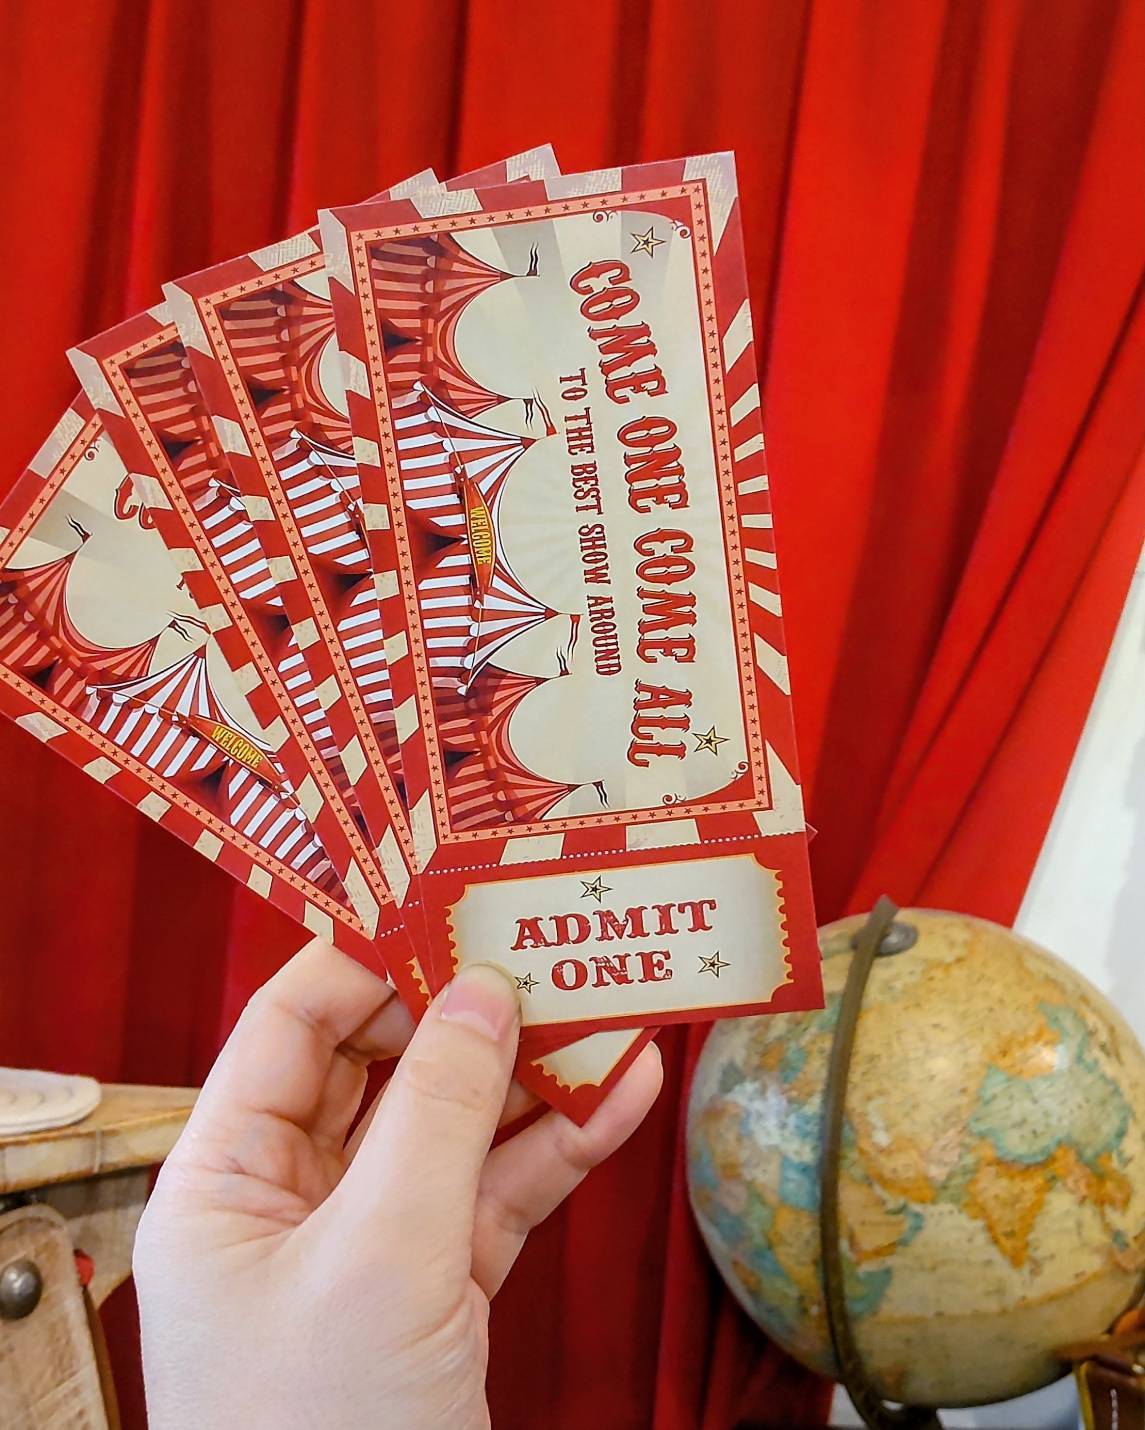 COME ONE COME ALL
TO THE BEST SHOW AROUND
WELCOME
ADMIT
ONE
WELCOME